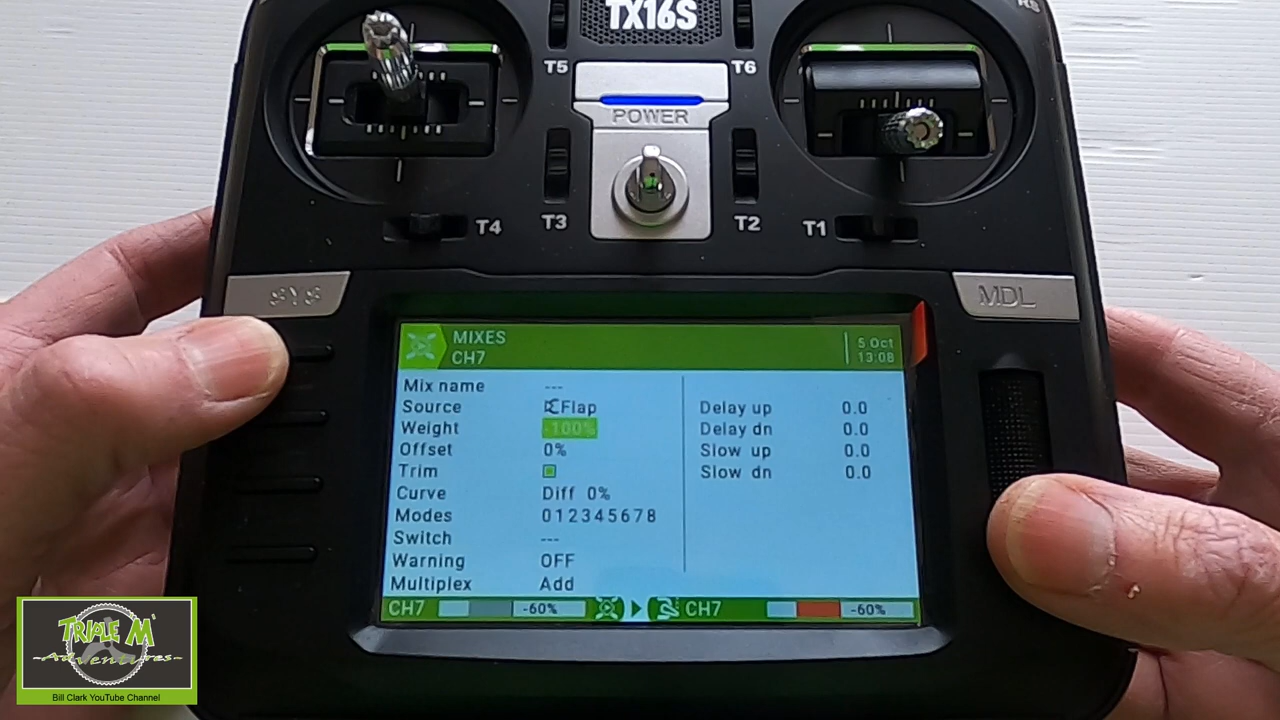 TX16S
T5
T6
POWER
T3
T2
T4
T1
SYS
MDL
MIXES
CH7
5 Oct
13:08
Mix name ---
Source Flap
Weight -100%
Offset 0%
Trim
Curve Diff 0%
Modes 012345678
Switch ---
Warning OFF
Multiplex Add
Delay up 0.0
Delay dn 0.0
Slow up 0.0
Slow dn 0.0
CH7 -60% CH7 -60%
TRIPLE M
-Adventures-
Bill Clark YouTube Channel